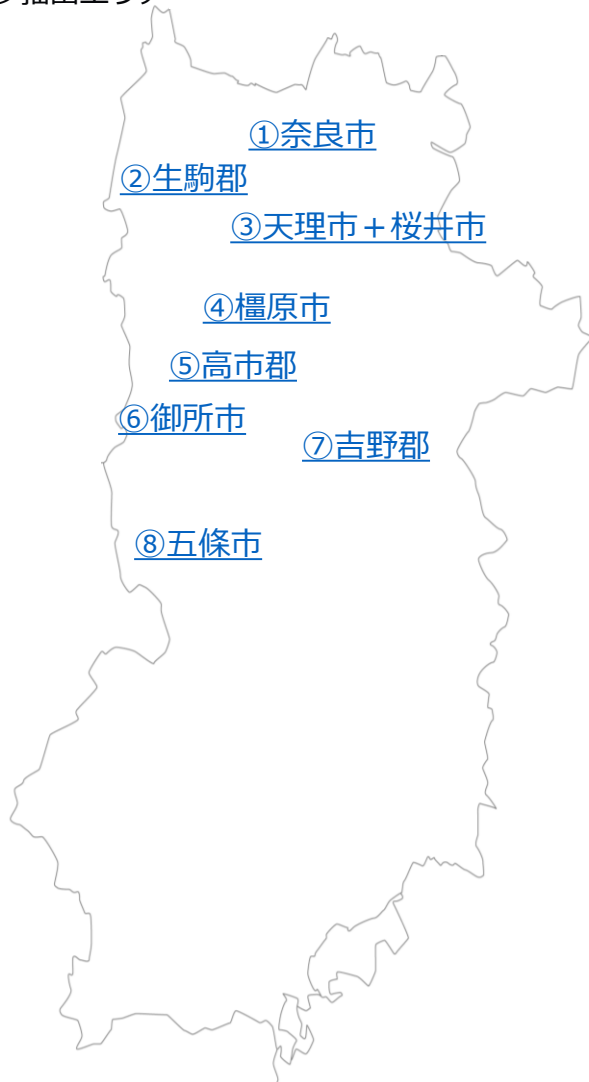 ①奈良市
②生駒郡
③天理市＋桜井市
④橿原市
⑤高市郡
⑥御所市
⑦吉野郡
⑧五條市